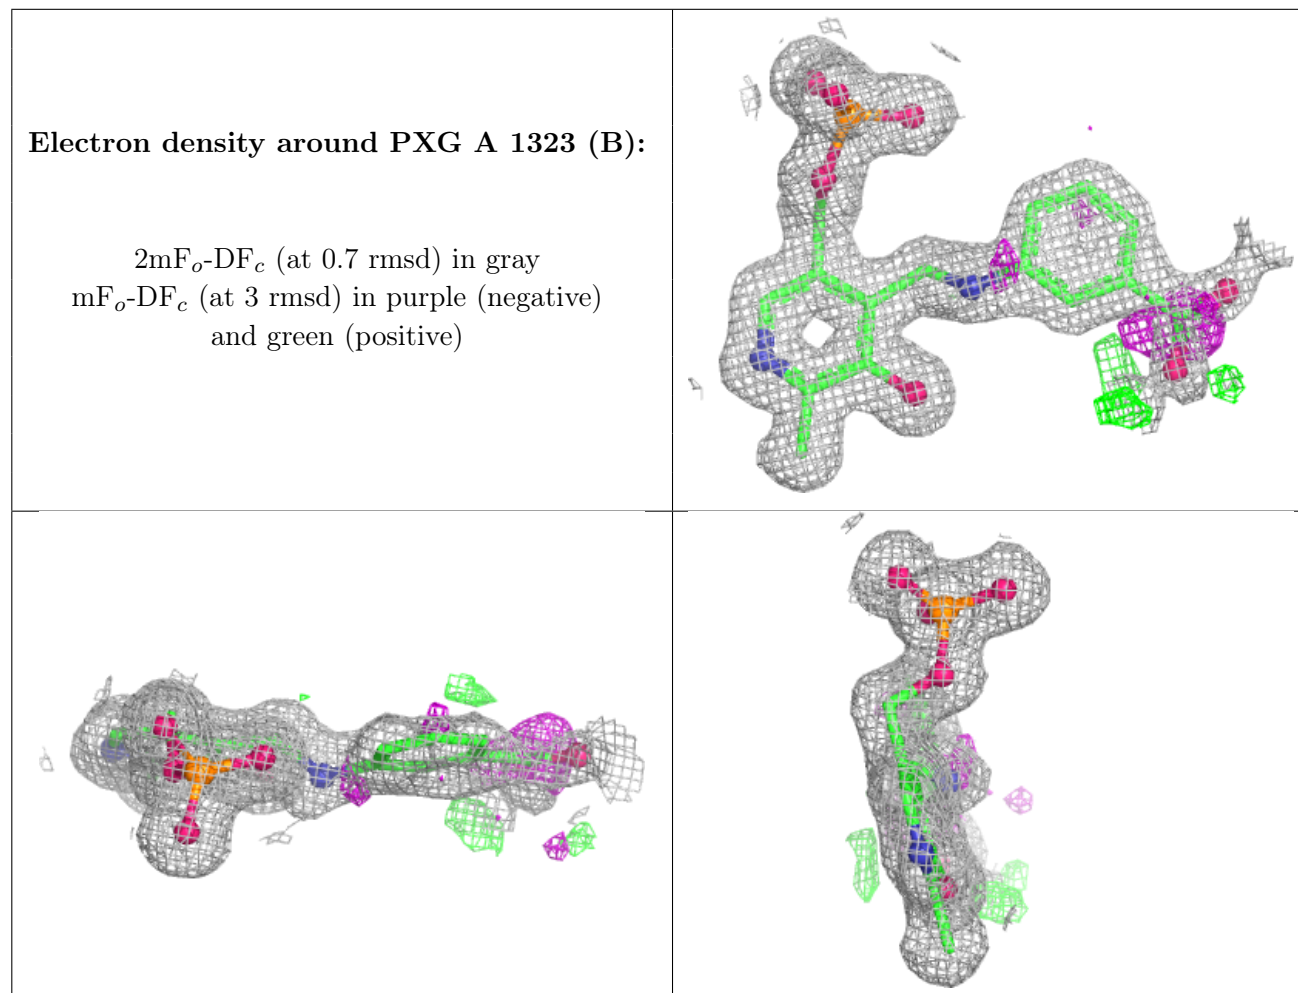 Electron density around PXG A 1323 (B):
2mFo-DFc (at 0.7 rmsd) in gray
mFo-DFc (at 3 rmsd) in purple (negative)
and green (positive)